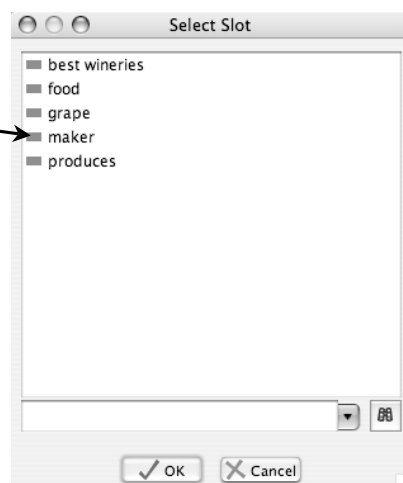 Select Slot
best wineries
food
grape
maker
produces
OK Cancel